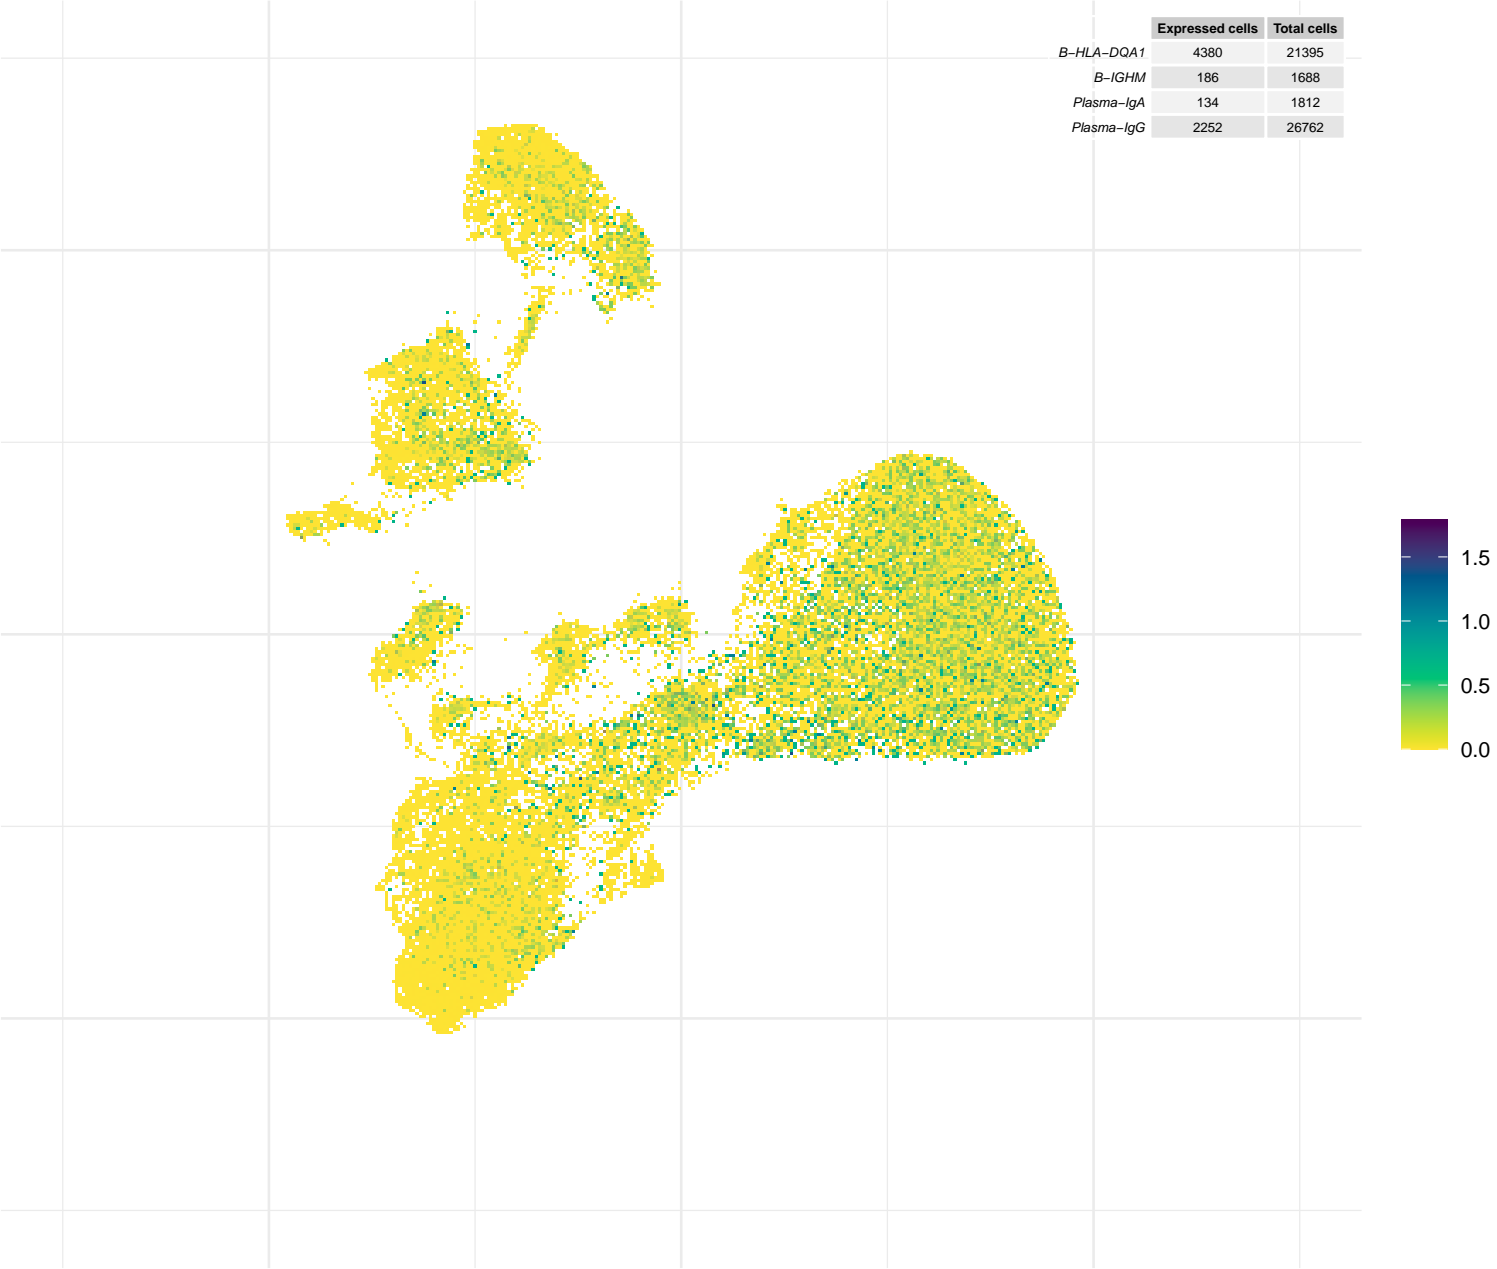 Expressed cells Total cells
B−HLA−DQA1 4380 21395
B−IGHM 186 1688
Plasma−IgA 134 1812
Plasma−IgG 2252 26762
1.5
1.0
0.5
0.0